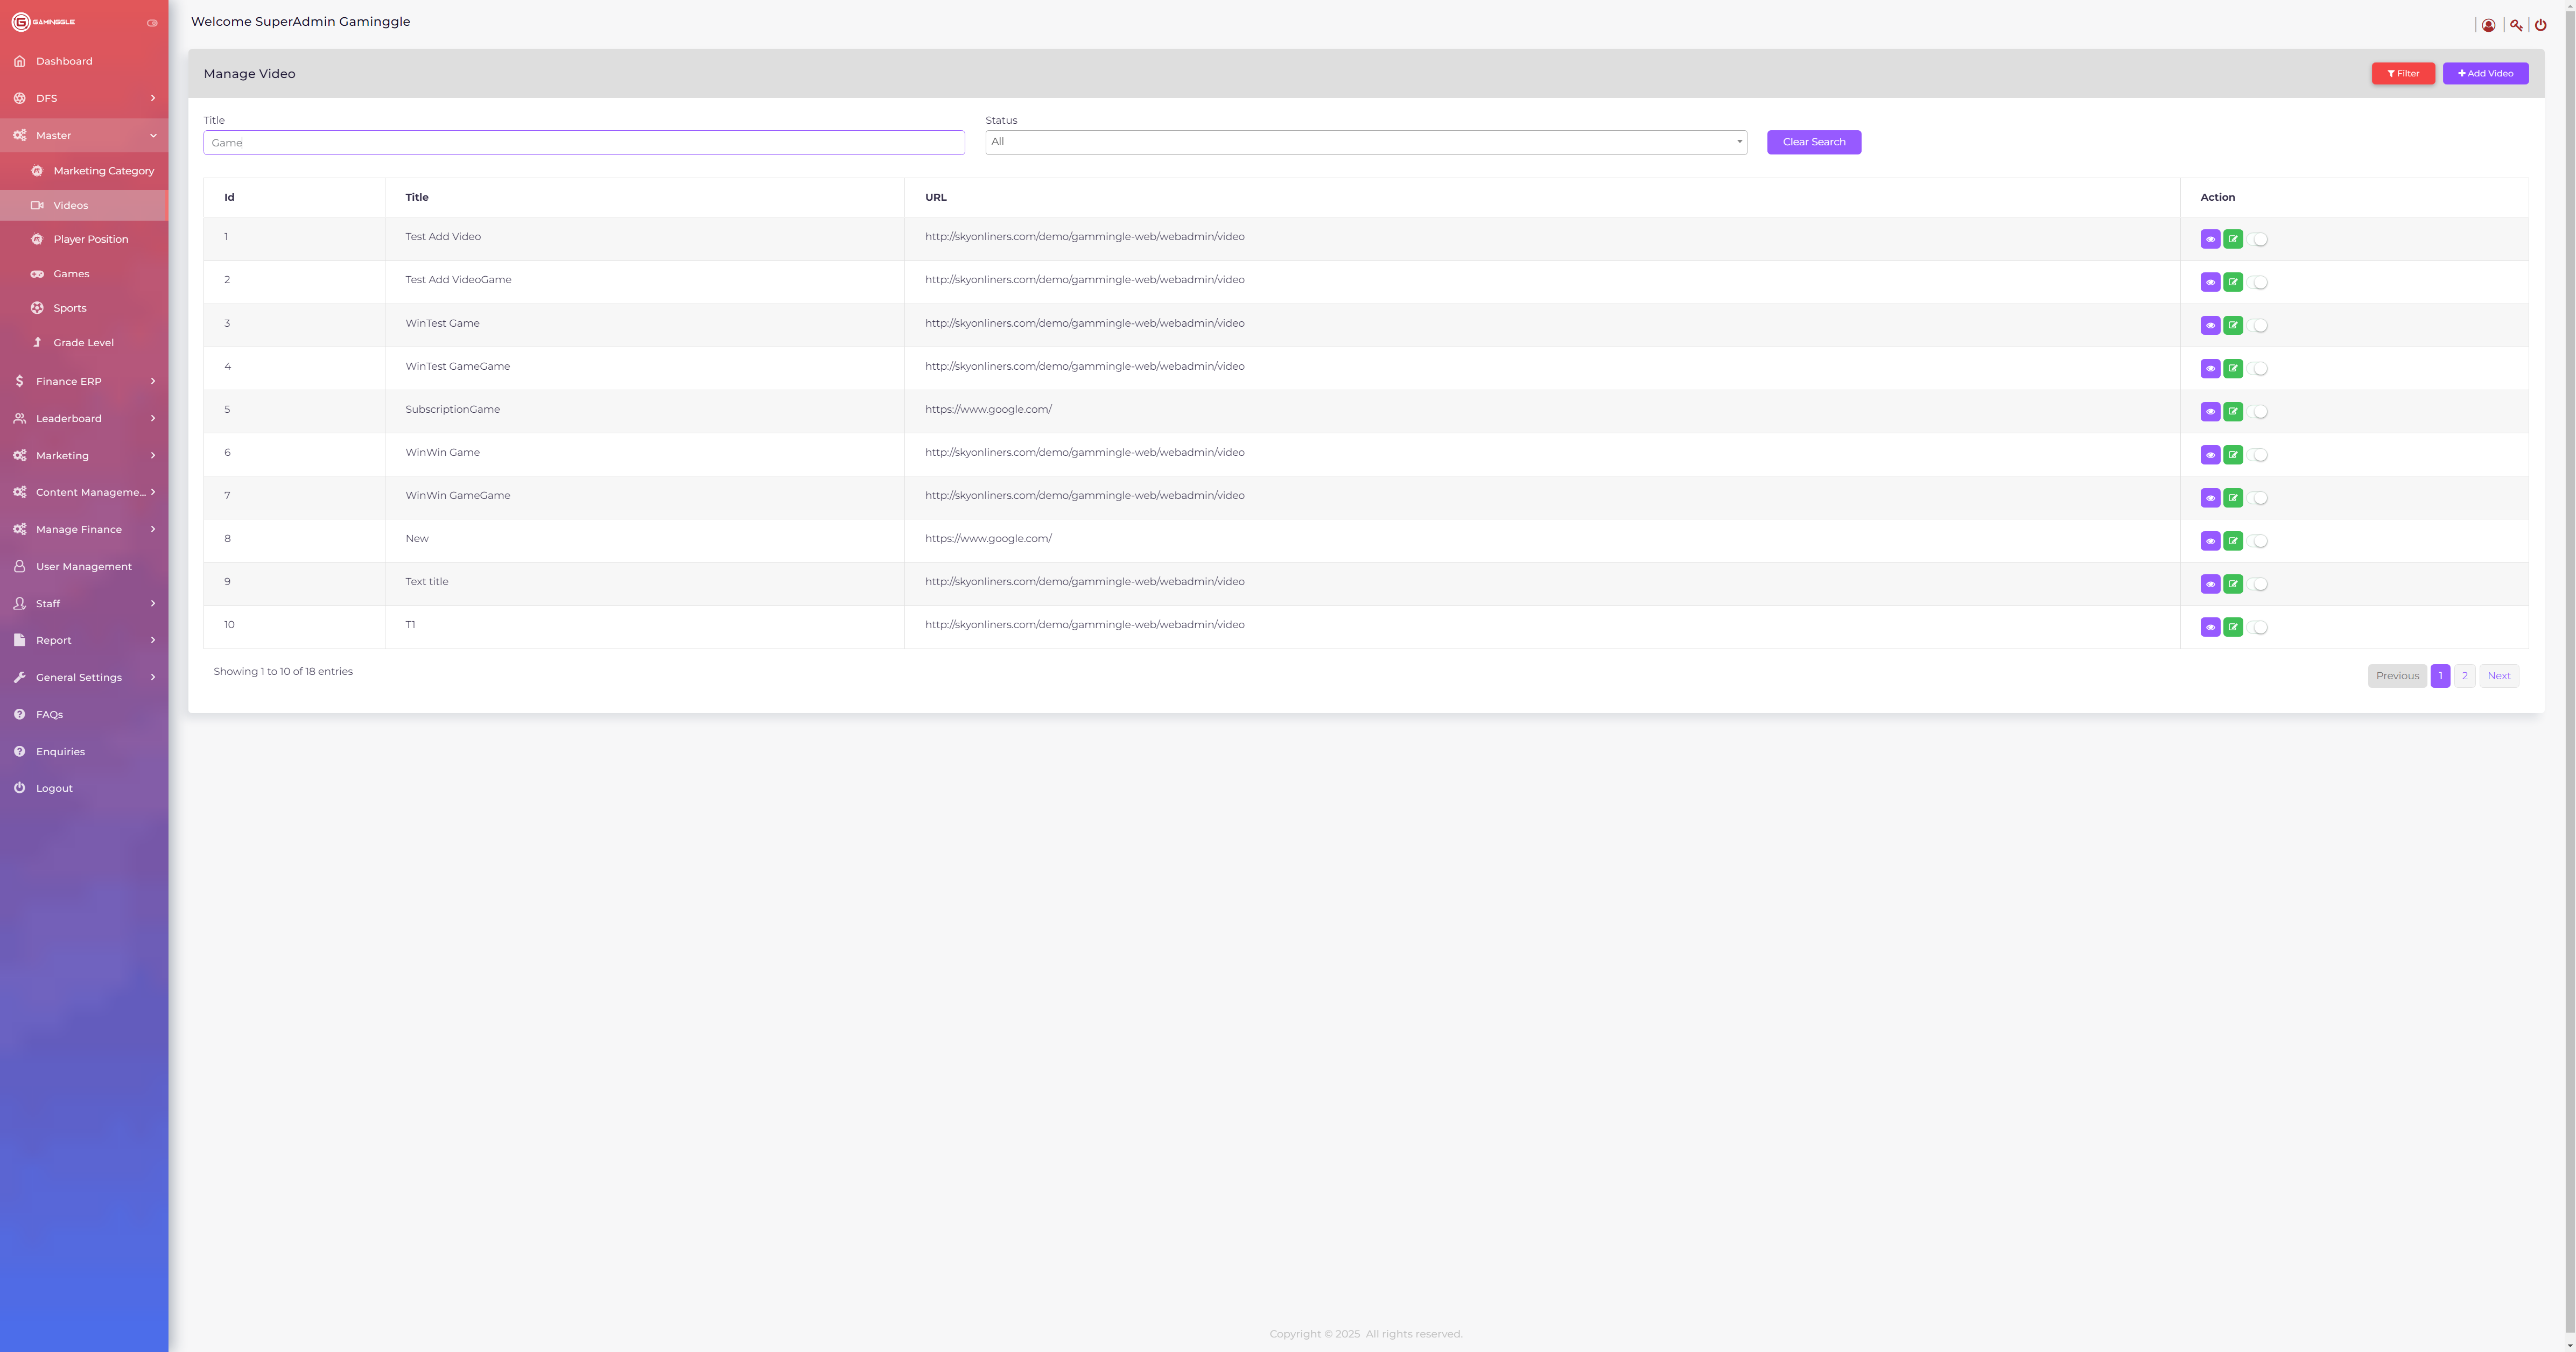 GAMINGGLE
Welcome SuperAdmin Gaminggle
Dashboard
DFS
Master
Marketing Category
Videos
Player Position
Games
Sports
Grade Level
Finance ERP
Leaderboard
Marketing
Content Manageme...
Manage Finance
User Management
Staff
Report
General Settings
FAQs
Enquiries
Logout
Manage Video
Filter
Add Video
Title
Status
Game
All
Clear Search
Id Title URL Action
1 Test Add Video http://skyonliners.com/demo/gammingle-web/webadmin/video
2 Test Add VideoGame http://skyonliners.com/demo/gammingle-web/webadmin/video
3 WinTest Game http://skyonliners.com/demo/gammingle-web/webadmin/video
4 WinTest GameGame http://skyonliners.com/demo/gammingle-web/webadmin/video
5 SubscriptionGame https://www.google.com/
6 WinWin Game http://skyonliners.com/demo/gammingle-web/webadmin/video
7 WinWin GameGame http://skyonliners.com/demo/gammingle-web/webadmin/video
8 New https://www.google.com/
9 Text title http://skyonliners.com/demo/gammingle-web/webadmin/video
10 T1 http://skyonliners.com/demo/gammingle-web/webadmin/video
Showing 1 to 10 of 18 entries
Previous 1 2 Next
Copyright © 2025 All rights reserved.